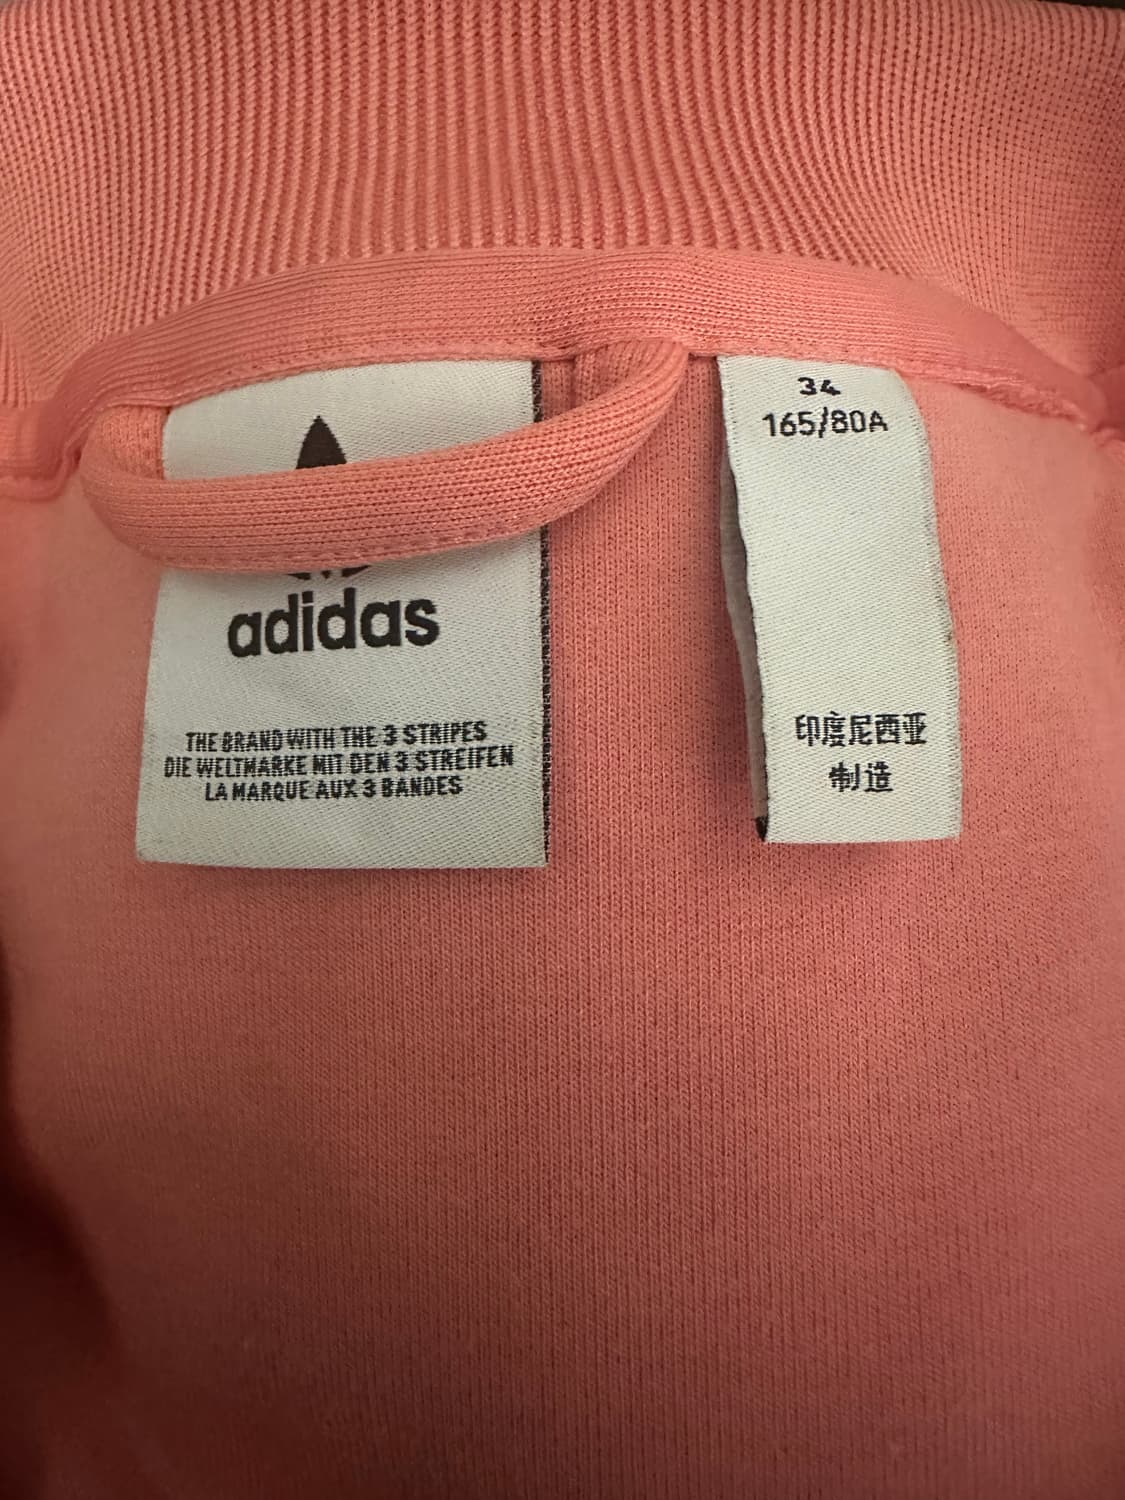 adidas
THE BRAND WITH THE 3 STRIPES
DIE WELTMARKE MIT DEN 3 STREIFEN
LA MARQUE AUX 3 BANDES
34
165/80A
印度尼西亚
制造